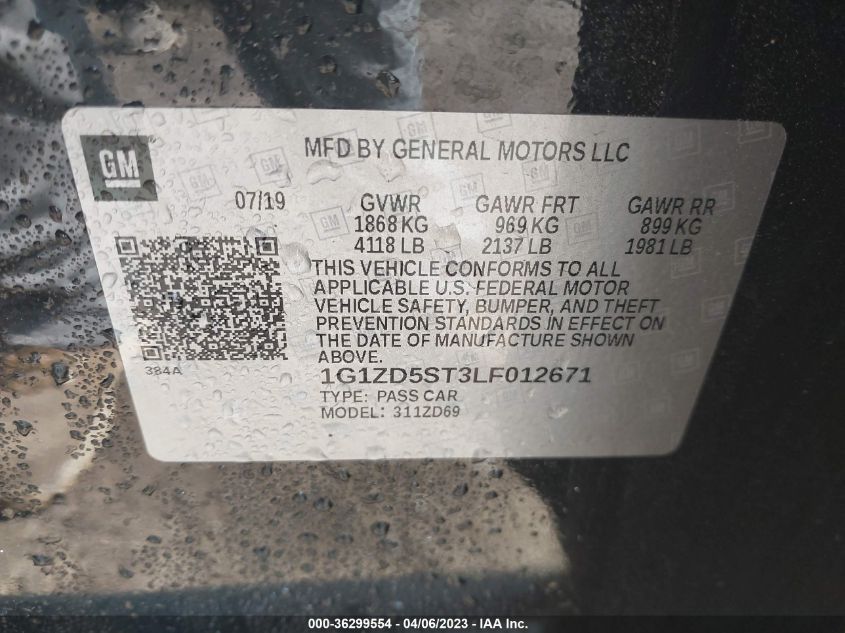 GM
MFD BY GENERAL MOTORS LLC
07/19 GVWR GAWR FRT GAWR RR
1868 KG 969 KG 899 KG
4118 LB 2137 LB 1981 LB
THIS VEHICLE CONFORMS TO ALL
APPLICABLE U.S. FEDERAL MOTOR
VEHICLE SAFETY, BUMPER, AND THEFT
PREVENTION STANDARDS IN EFFECT ON
THE DATE OF MANUFACTURE SHOWN
ABOVE.
384A
1G1ZD5ST3LF012671
TYPE: PASS CAR
MODEL: 311ZD69
000-36299554 - 04/06/2023 - IAA Inc.